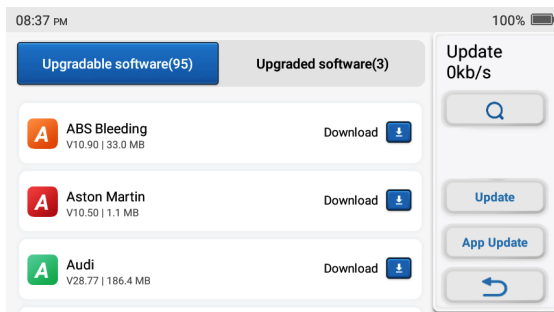 08:37 PM
100%
Upgradable software(95)
Upgraded software(3)
Update
0kb/s
A
ABS Bleeding
V10.90 | 33.0 MB
Download
A
Aston Martin
V10.50 | 1.1 MB
Download
Update
A
Audi
V28.77 | 186.4 MB
Download
App Update